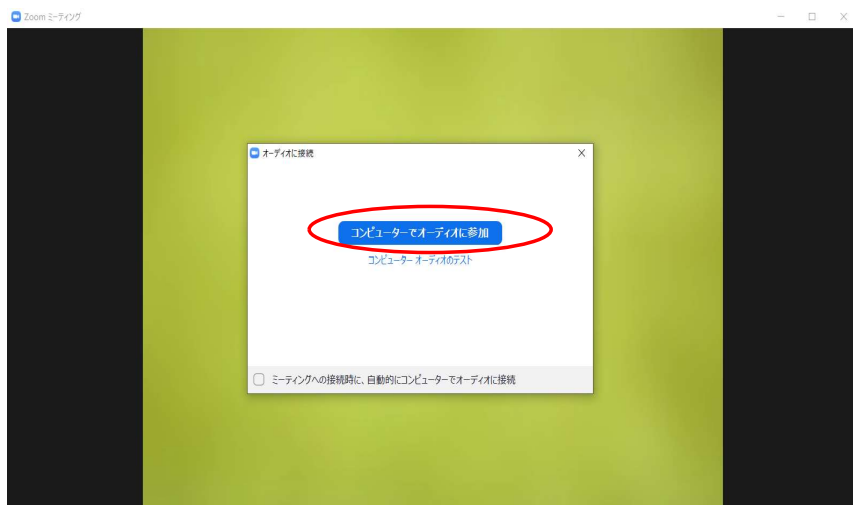 Zoom ミーティング
オーディオに接続
コンピューターでオーディオに参加
コンピューター オーディオのテスト
ミーティングへの接続時に、自動的にコンピューターでオーディオに接続